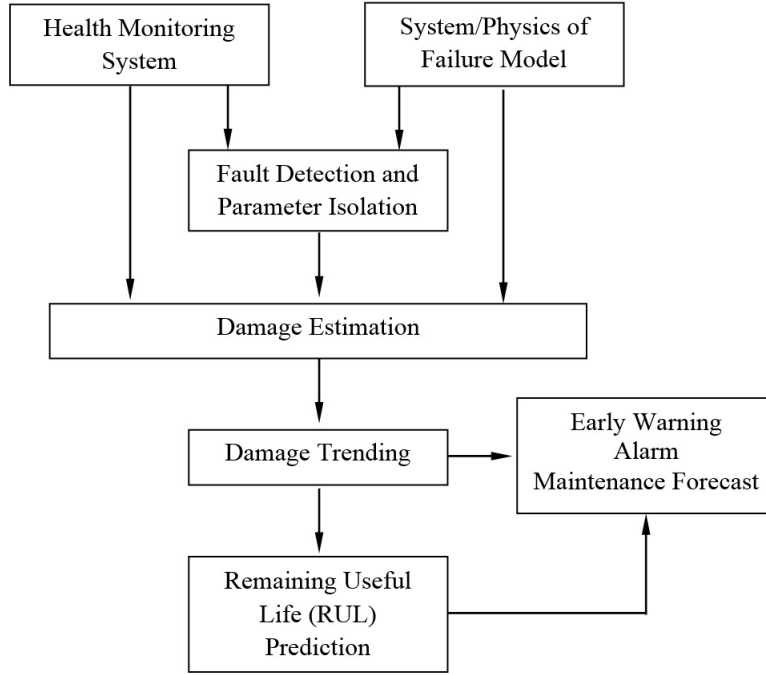 Health Monitoring
System
System/Physics of
Failure Model
Fault Detection and
Parameter Isolation
Damage Estimation
Damage Trending
Early Warning
Alarm
Maintenance Forecast
Remaining Useful
Life (RUL)
Prediction